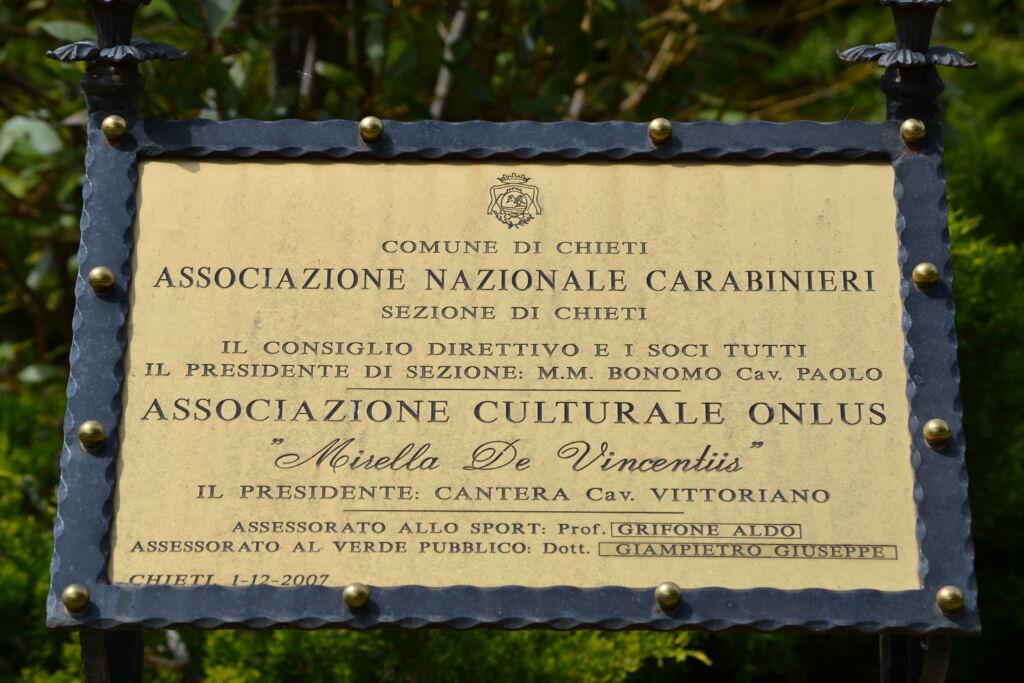 COMUNE DI CHIETI
ASSOCIAZIONE NAZIONALE CARABINIERI
SEZIONE DI CHIETI
IL CONSIGLIO DIRETTIVO E I SOCI TUTTI
IL PRESIDENTE DI SEZIONE: M.M. BONOMO Cav. PAOLO
ASSOCIAZIONE CULTURALE ONLUS
"Mirella De Vincentiis"
IL PRESIDENTE: CANTERA Cav. VITTORIANO
ASSESSORATO ALLO SPORT: Prof. GRIFONE ALDO
ASSESSORATO AL VERDE PUBBLICO: Dott. GIAMPIETRO GIUSEPPE
CHIETI, 1-12-2007